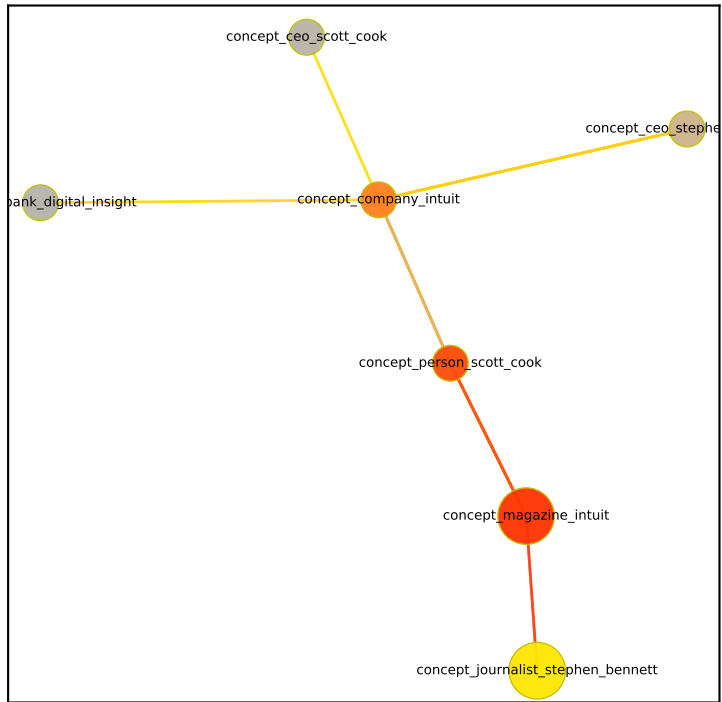 concept_ceo_scott_cook
concept_ceo_stephe
bank_digital_insight
concept_company_intuit
concept_person_scott_cook
concept_magazine_intuit
concept_journalist_stephen_bennett